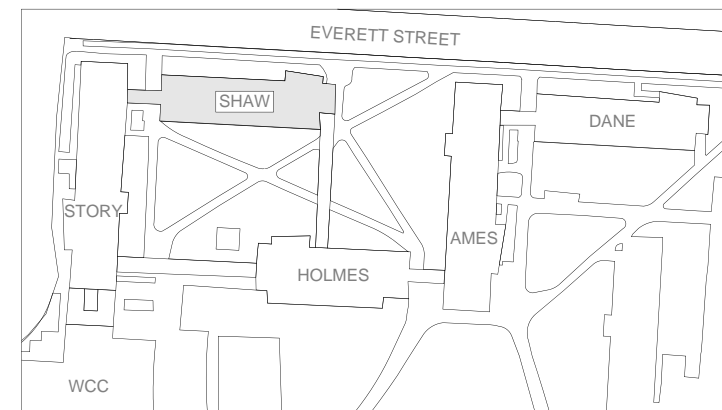 EVERETT STREET
SHAW
DANE
STORY
AMES
HOLMES
WCC